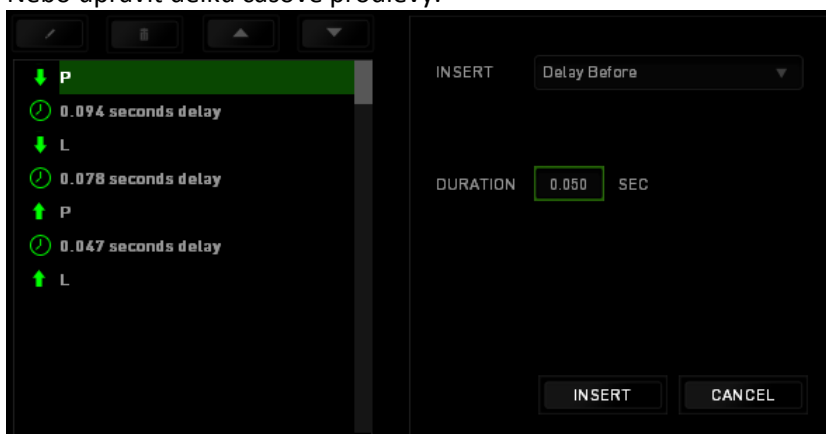 Nebo upravit délku časové prodlevy.
P
0.094 seconds delay
L
0.078 seconds delay
P
0.047 seconds delay
L
INSERT Delay Before
DURATION 0.050 SEC
INSERT CANCEL